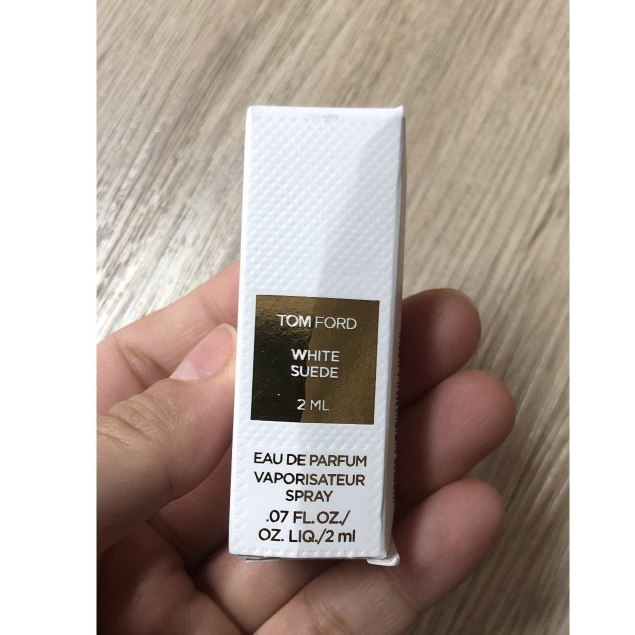 TOM FORD
WHITE
SUEDE
2 ML
EAU DE PARFUM
VAPORISATEUR
SPRAY
.07 FL. OZ./
OZ. LIQ./2 ml